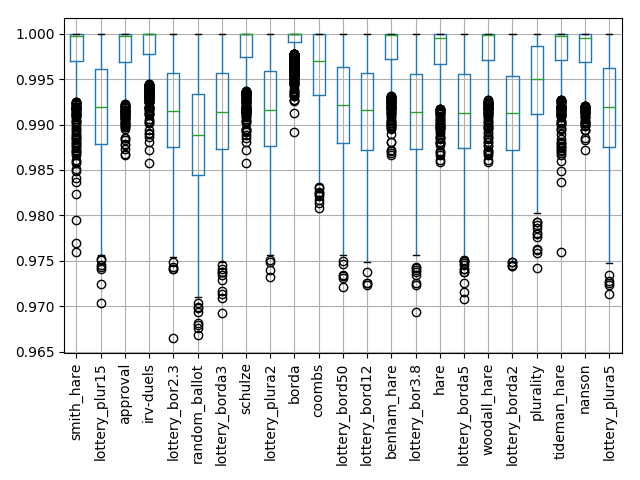 1.000
0.995
0.990
0.985
0.980
0.975
0.970
0.965
smith_hare
lottery_plur15
approval
irv-duels
lottery_bor2.3
random_ballot
lottery_borda3
schulze
lottery_plura2
borda
coombs
lottery_bord50
lottery_bord12
benham_hare
lottery_bor3.8
hare
lottery_borda5
woodall_hare
lottery_borda2
plurality
tideman_hare
nanson
lottery_plura5